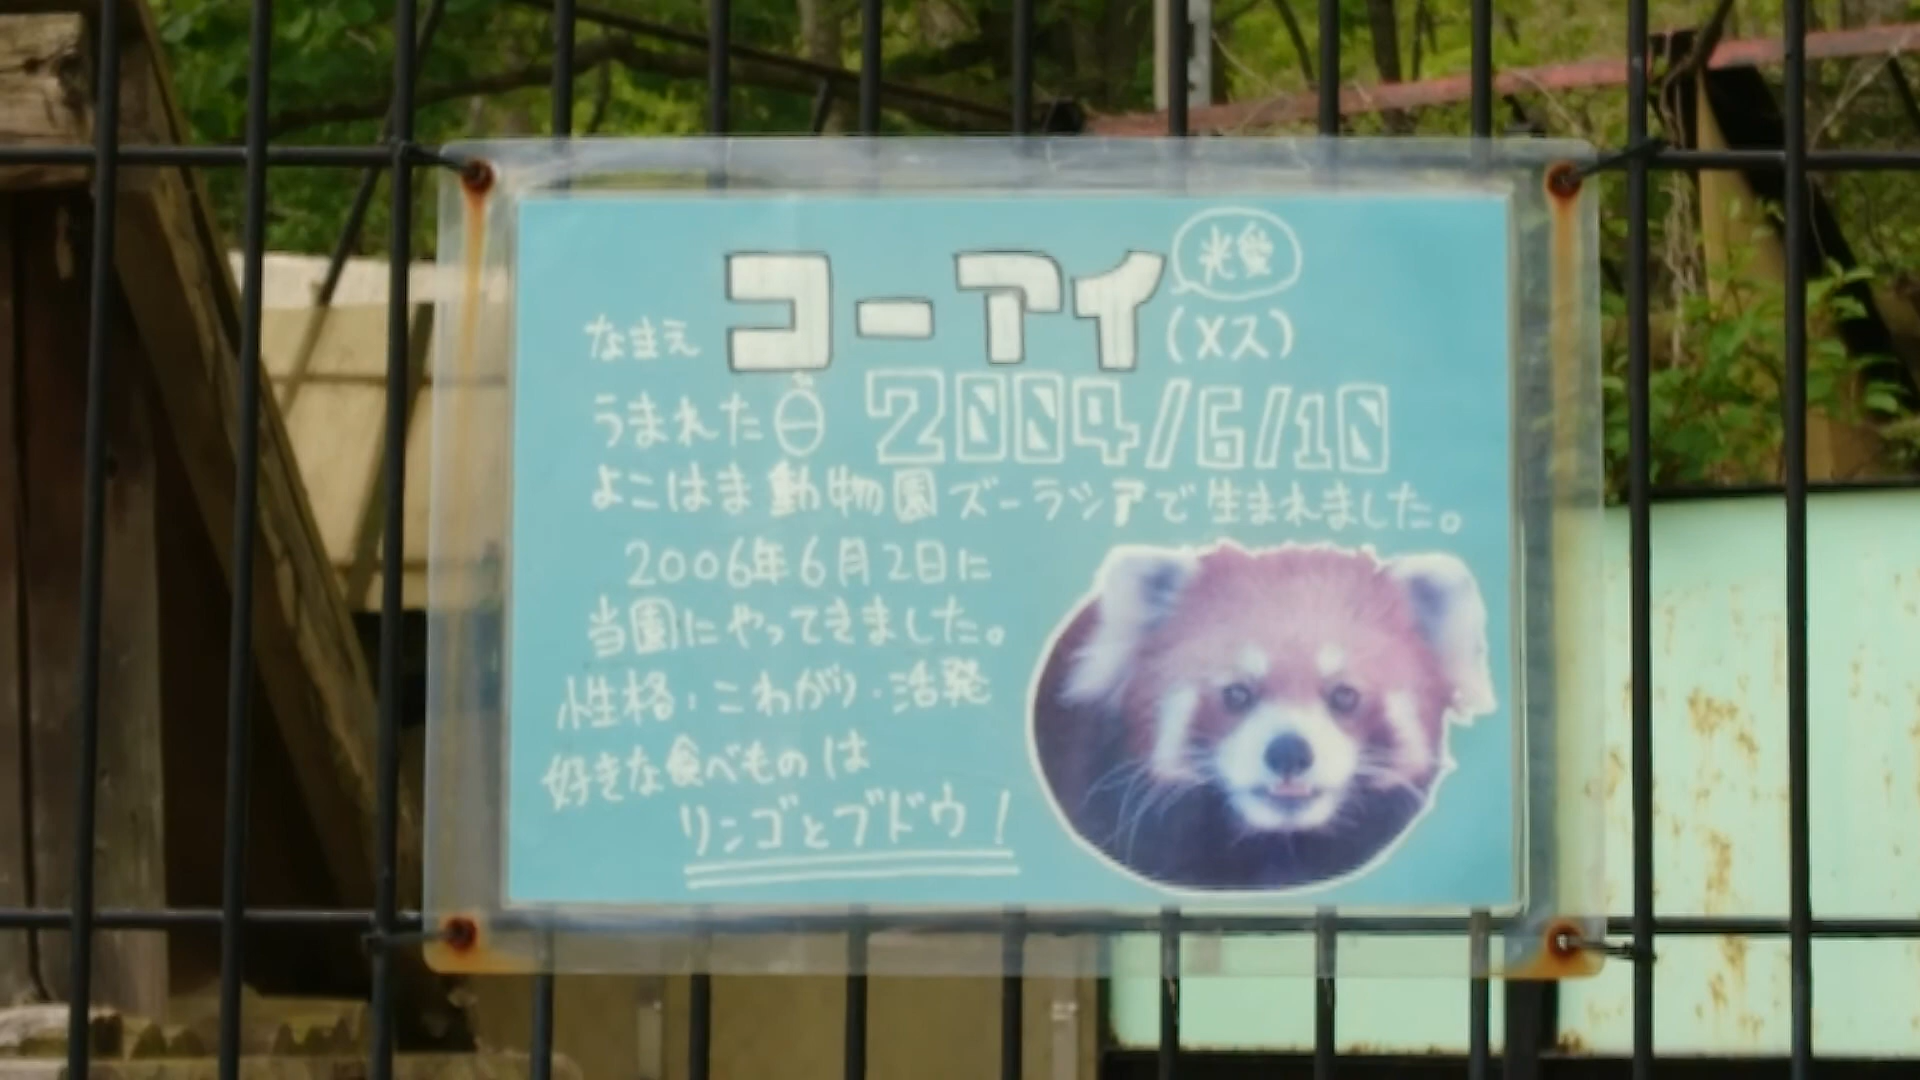 光愛
なまえ コーアイ (メス)
うまれた日 2004/6/10
よこはま動物園ズーラシアで生まれました。
2006年6月2日に
当園にやってきました。
性格:こわがり・活発
好きな食べものは
リンゴとブドウ!